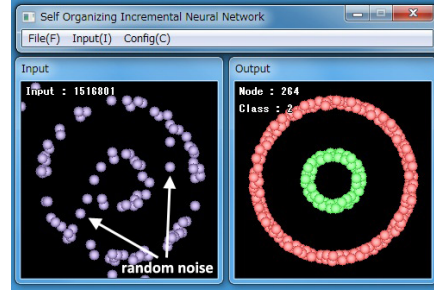 Self Organizing Incremental Neural Network
File(F) Input(I) Config(C)
Input
Input : 1516801
random noise
Output
Node : 264
Class : 2